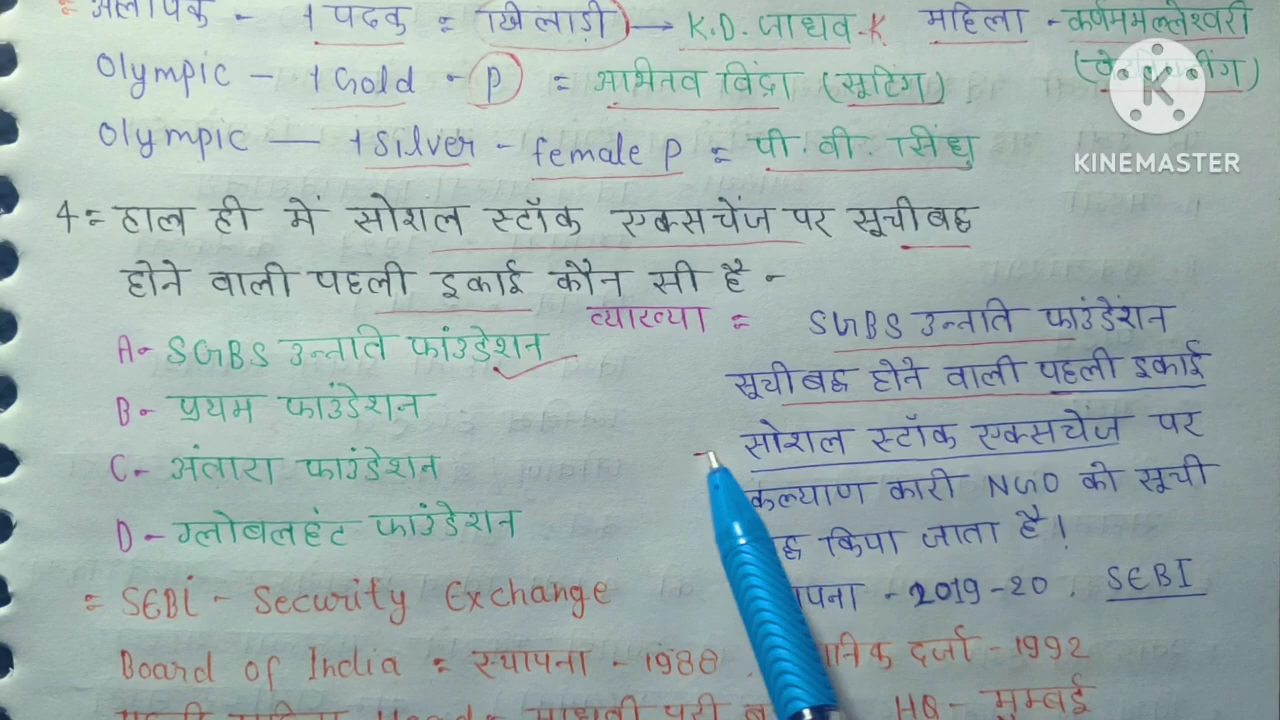 ओलंपिक - 1 पदक = खिलाड़ी → K.D. जाधव-K महिला - कर्णममल्लेश्वरी
Olympic - 1 Gold - P = अभिनव बिंद्रा (सूटिंग)
Olympic — 1 Silver - female P = पी. वी. सिंधु
KINEMASTER
4= हाल ही में सोशल स्टॉक एक्सचेंज पर सूचीबद्ध
होने वाली पहली इकाई कौन सी है -
A- SGBS उन्नति फांउडेशन
B- प्रथम फाउंडेशन
C- अंतारा फाउंडेशन
D- ग्लोबलहंट फाउंडेशन
व्याख्या = SGBS उन्नति फाउंडेशन
सूचीबद्ध होने वाली पहली इकाई
सोशल स्टॉक एक्सचेंज पर
कल्याण कारी NGO को सूची
द्ध किया जाता है।
पना - 2019-20. SEBI
= SEBI - Security Exchange
Board of India = स्थापना - 1988 निक दर्जा - 1992
HQ - मुम्बई